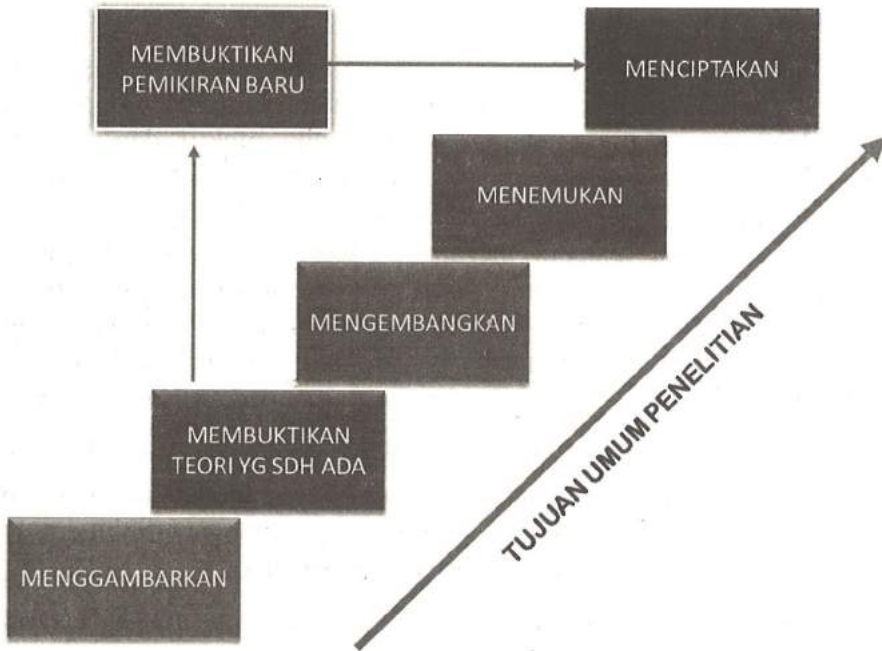 MEMBUKTIKAN
PEMIKIRAN BARU
MENCIPTAKAN
MENEMUKAN
MENGEMBANGKAN
MEMBUKTIKAN
TEORI YG SDH ADA
MENGGAMBARKAN
TUJUAN UMUM PENELITIAN